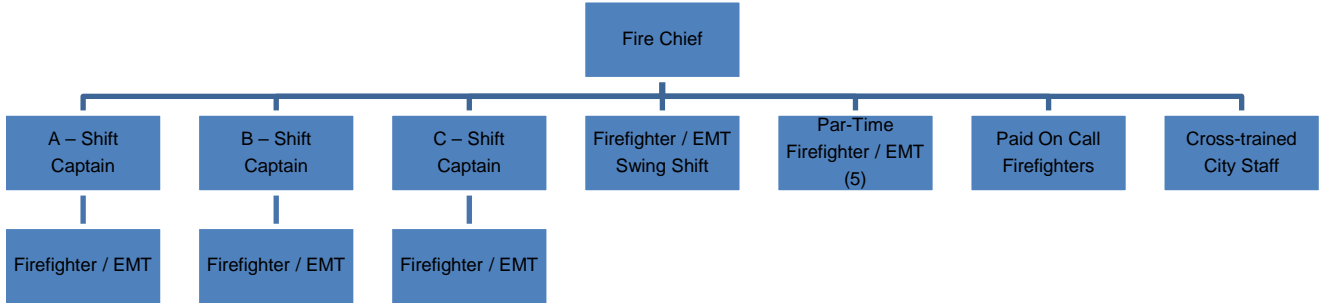 Fire Chief
A – Shift
Captain
B – Shift
Captain
C – Shift
Captain
Firefighter / EMT
Swing Shift
Par-Time
Firefighter / EMT
(5)
Paid On Call
Firefighters
Cross-trained
City Staff
Firefighter / EMT
Firefighter / EMT
Firefighter / EMT